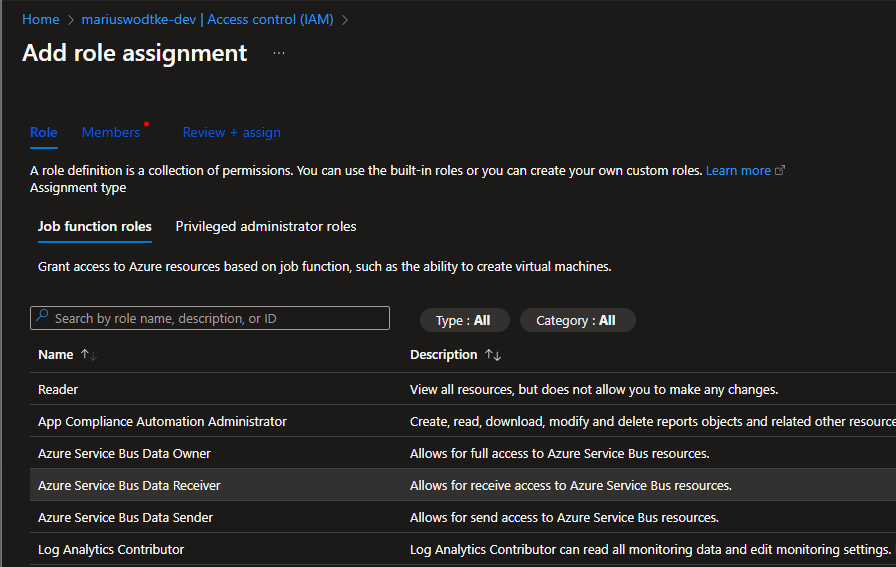 Home > mariuswodtke-dev | Access control (IAM) >
Add role assignment ...
Role Members Review + assign
A role definition is a collection of permissions. You can use the built-in roles or you can create your own custom roles. Learn more
Assignment type
Job function roles Privileged administrator roles
Grant access to Azure resources based on job function, such as the ability to create virtual machines.
Search by role name, description, or ID Type : All Category : All
Name ↑↓ Description ↑↓
Reader View all resources, but does not allow you to make any changes.
App Compliance Automation Administrator Create, read, download, modify and delete reports objects and related other resource
Azure Service Bus Data Owner Allows for full access to Azure Service Bus resources.
Azure Service Bus Data Receiver Allows for receive access to Azure Service Bus resources.
Azure Service Bus Data Sender Allows for send access to Azure Service Bus resources.
Log Analytics Contributor Log Analytics Contributor can read all monitoring data and edit monitoring settings.